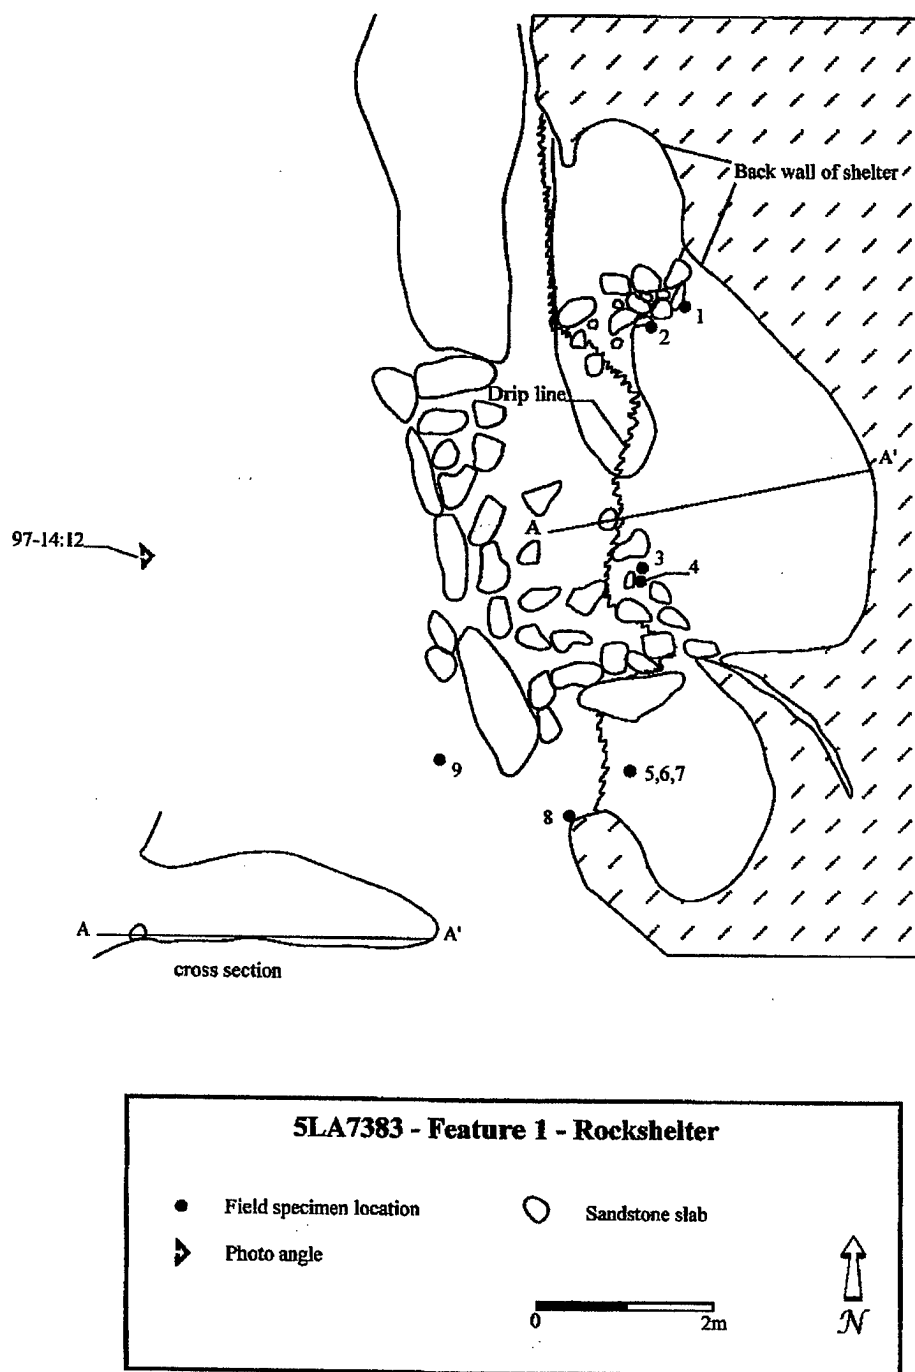 Back wall of shelter
1
2
Drip line
A'
A
97-14:12
3
4
9
5,6,7
8
A
A'
cross section
5LA7383 - Feature 1 - Rockshelter
Field specimen location
Sandstone slab
Photo angle
0
2m
N